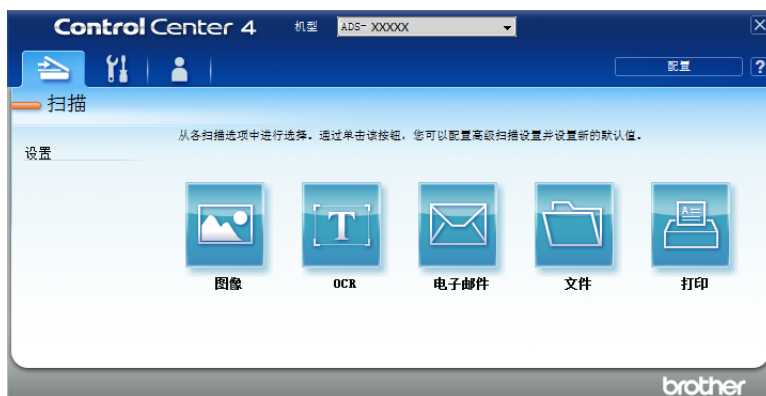 Control Center 4
机型
ADS- XXXXX
配置
?
扫描
从各扫描选项中进行选择。通过单击该按钮，您可以配置高级扫描设置并设置新的默认值。
设置
T
A
图像
OCR
电子邮件
文件
打印
brother